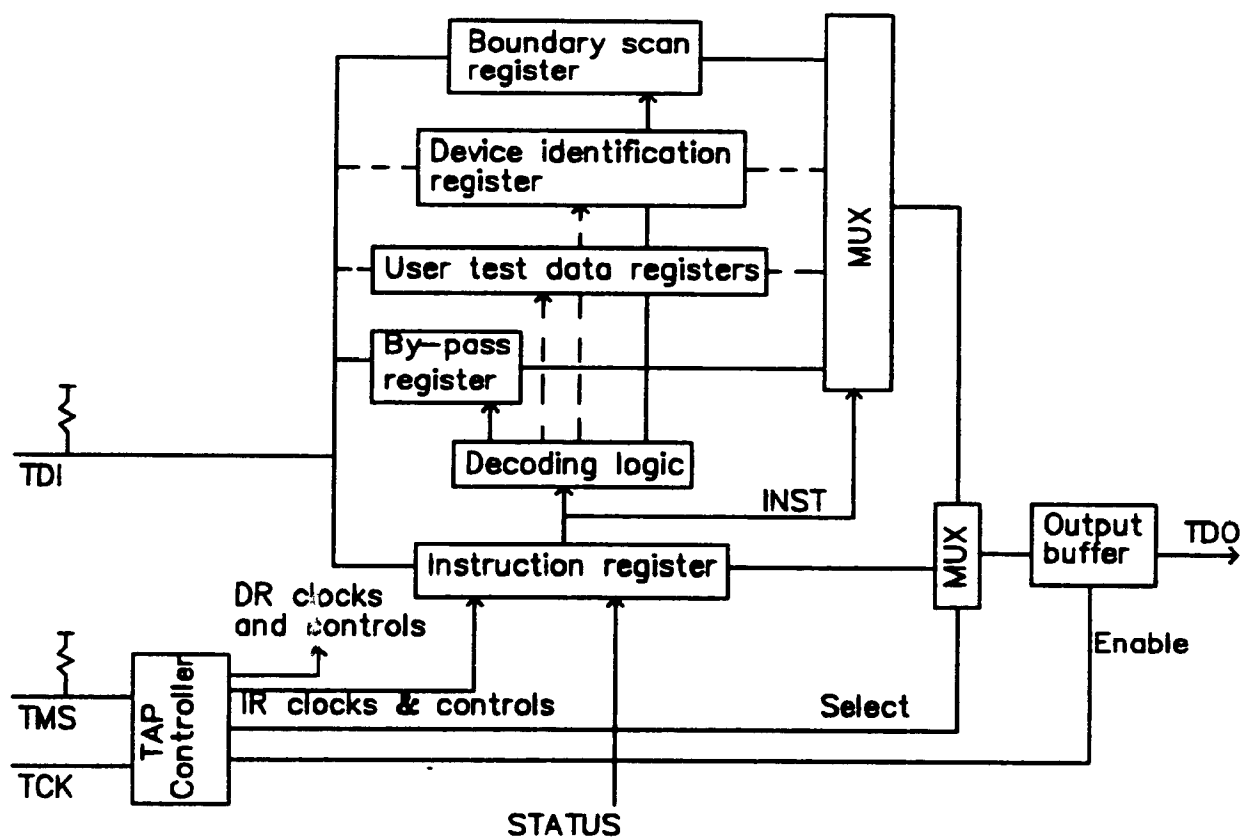 Boundary scan
register
Device identification
register
MUX
User test data registers
By-pass
register
TDI
Decoding logic
INST
Instruction register
MUX
Output
buffer
TDO
DR clocks
and controls
Enable
TMS
TAP
Controller
IR clocks & controls
Select
TCK
STATUS